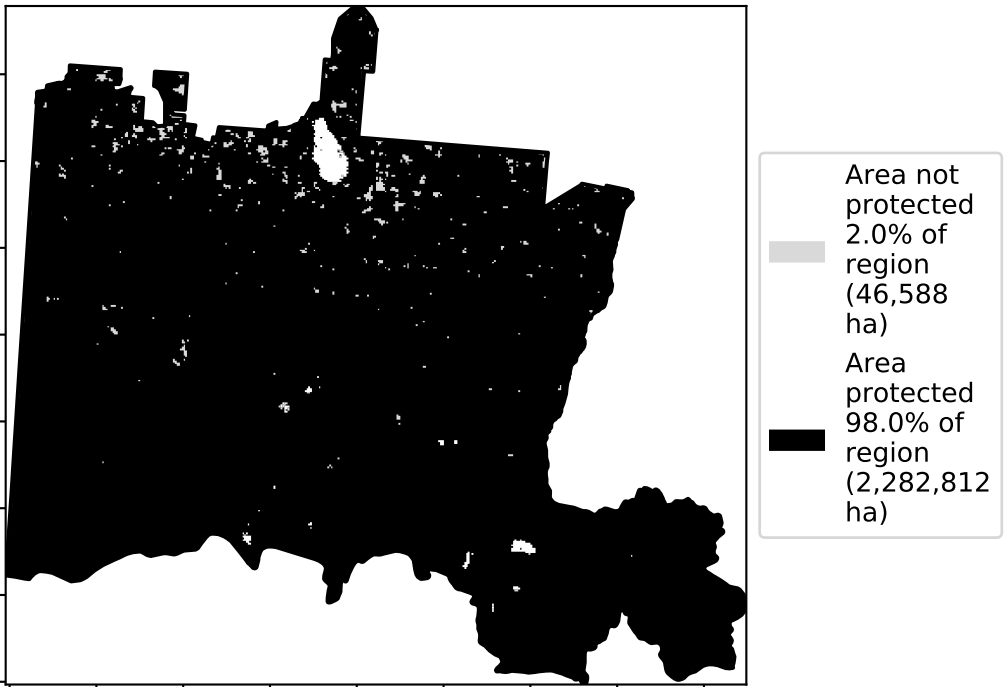 Area not
protected
2.0% of
region
(46,588
ha)
Area
protected
98.0% of
region
(2,282,812
ha)